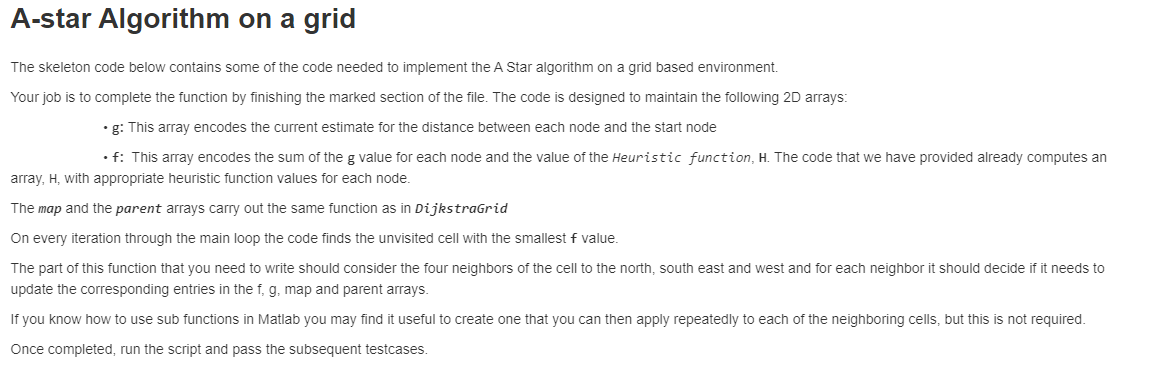 A-star Algorithm on a grid
The skeleton code below contains some of the code needed to implement the A Star algorithm on a grid based environment.
Your job is to complete the function by finishing the marked section of the file. The code is designed to maintain the following 2D arrays:
• g: This array encodes the current estimate for the distance between each node and the start node
• f: This array encodes the sum of the g value for each node and the value of the Heuristic function, H. The code that we have provided already computes an
array, H, with appropriate heuristic function values for each node.
The map and the parent arrays carry out the same function as in DijkstraGrid
On every iteration through the main loop the code finds the unvisited cell with the smallest f value.
The part of this function that you need to write should consider the four neighbors of the cell to the north, south east and west and for each neighbor it should decide if it needs to
update the corresponding entries in the f, g, map and parent arrays.
If you know how to use sub functions in Matlab you may find it useful to create one that you can then apply repeatedly to each of the neighboring cells, but this is not required.
Once completed, run the script and pass the subsequent testcases.